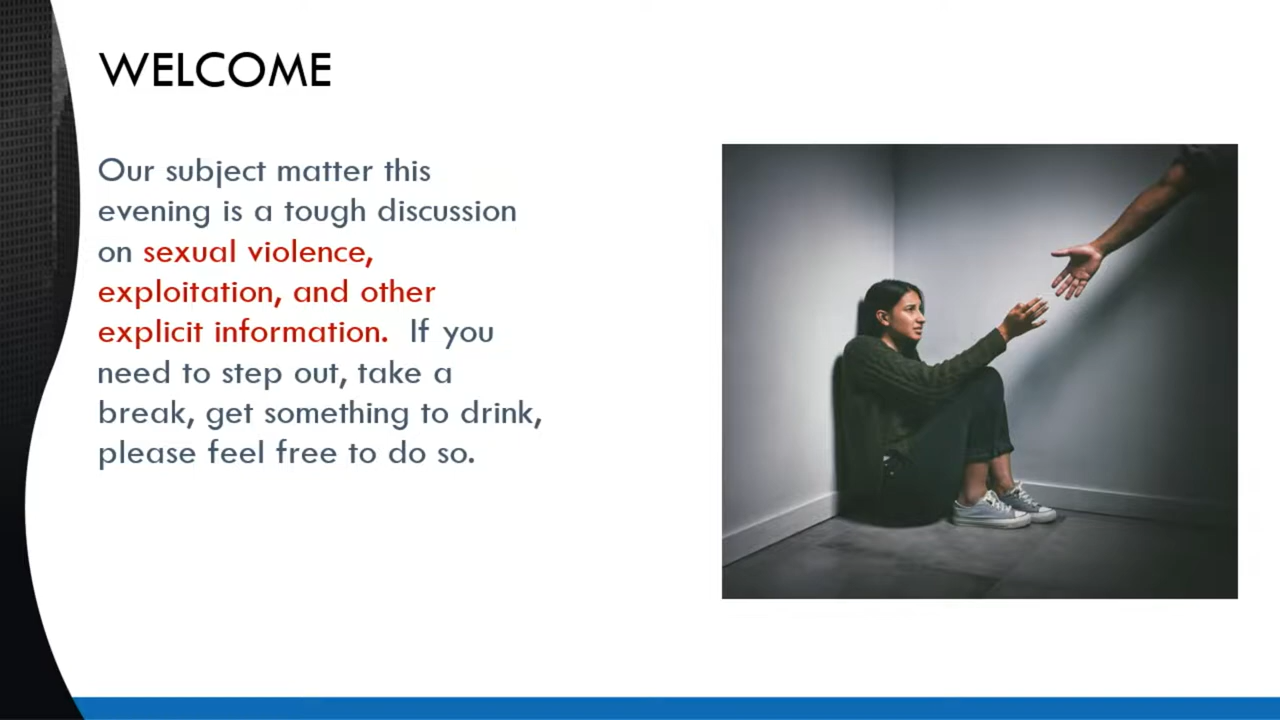 WELCOME
Our subject matter this
evening is a tough discussion
on sexual violence,
exploitation, and other
explicit information.  If you
need to step out, take a
break, get something to drink,
please feel free to do so.